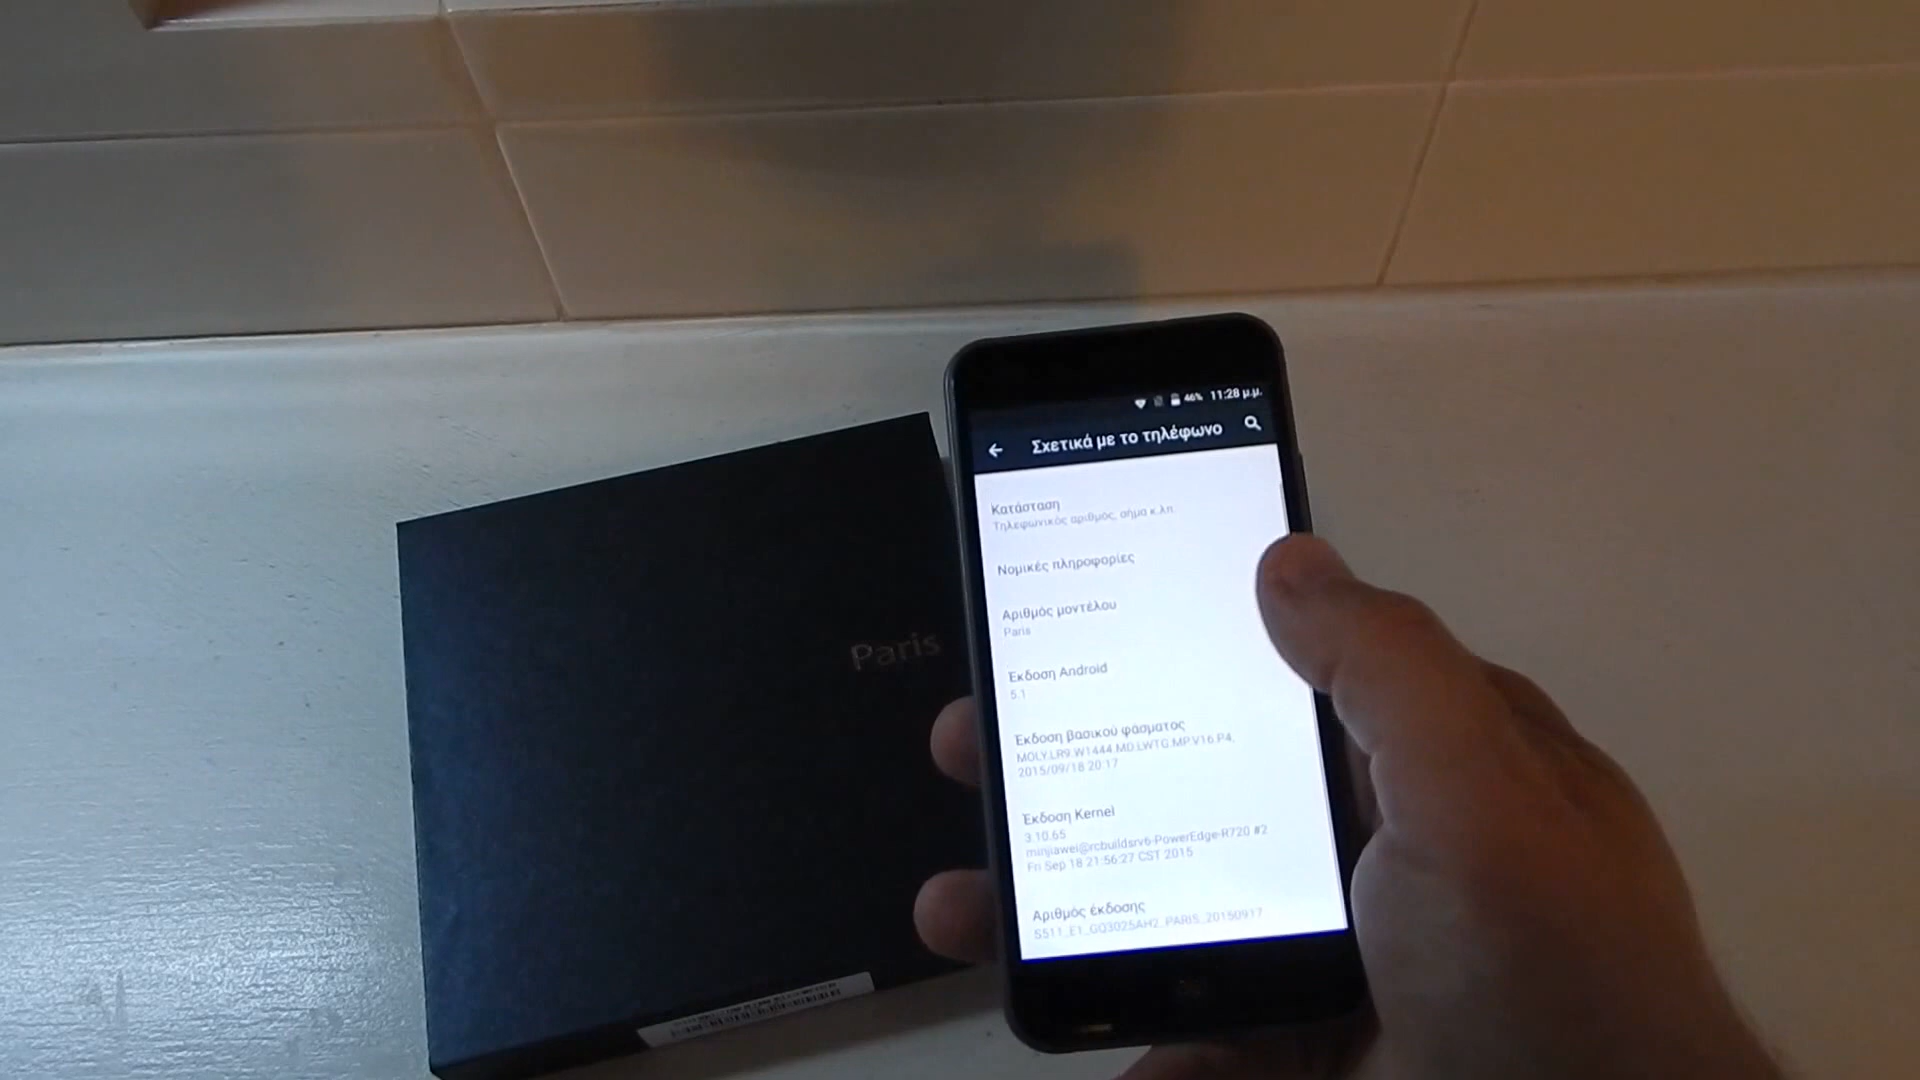 46% 11:28 μ.μ.
Σχετικά με το τηλέφωνο
Κατάσταση
Τηλεφωνικός αριθμός, σήμα κ.λπ.
Νομικές πληροφορίες
Αριθμός μοντέλου
Paris
Έκδοση Android
5.1
Έκδοση βασικού φάσματος
MOLY.LR9.W1444.MD.LWTG.MP.V16.P4,
2015/09/18 20:17
Έκδοση Kernel
3.10.65
minjiawei@rcbuildsrv6-PowerEdge-R720 #2
Fri Sep 18 21:56:27 CST 2015
Αριθμός έκδοσης
S511_E1_GQ3025AH2_PARIS_20150917
Paris